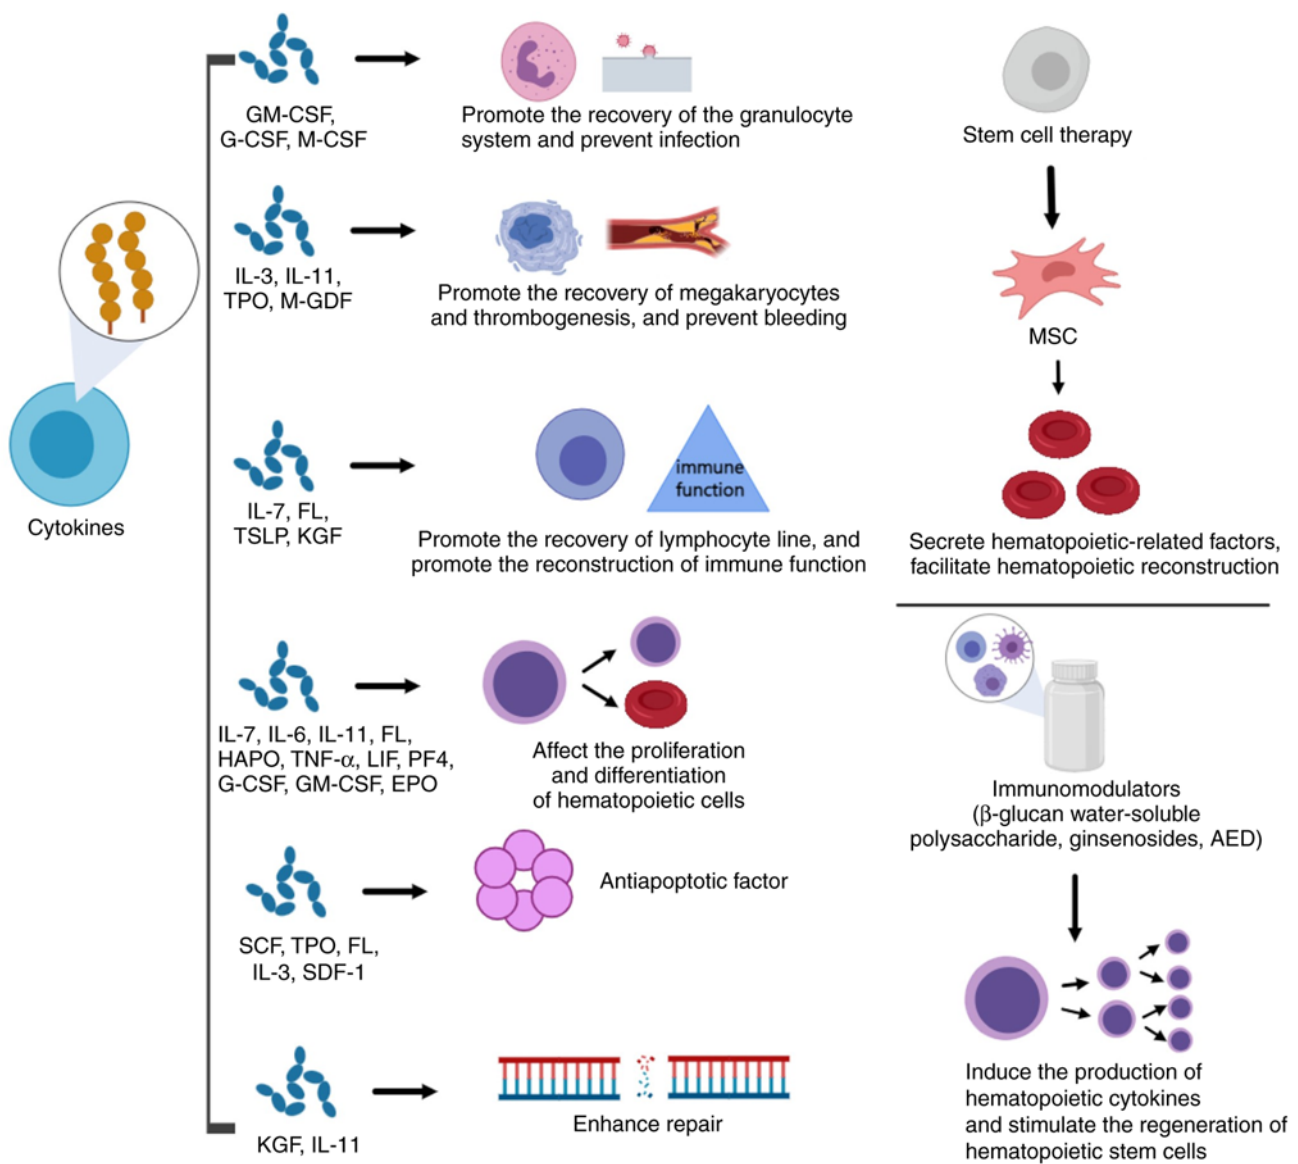 GM-CSF,
G-CSF, M-CSF
Promote the recovery of the granulocyte
system and prevent infection
IL-3, IL-11,
TPO, M-GDF
Promote the recovery of megakaryocytes
and thrombogenesis, and prevent bleeding
Cytokines
IL-7, FL,
TSLP, KGF
immune
function
Promote the recovery of lymphocyte line, and
promote the reconstruction of immune function
IL-7, IL-6, IL-11, FL,
HAPO, TNF-α, LIF, PF4,
G-CSF, GM-CSF, EPO
Affect the proliferation
and differentiation
of hematopoietic cells
SCF, TPO, FL,
IL-3, SDF-1
Antiapoptotic factor
KGF, IL-11
Enhance repair
Stem cell therapy
MSC
Secrete hematopoietic-related factors,
facilitate hematopoietic reconstruction
Immunomodulators
(β-glucan water-soluble
polysaccharide, ginsenosides, AED)
Induce the production of
hematopoietic cytokines
and stimulate the regeneration of
hematopoietic stem cells